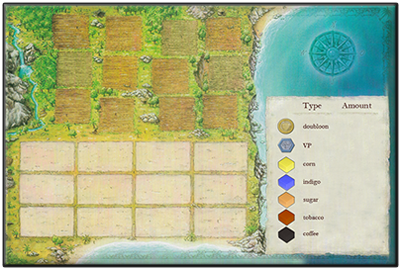 Type Amount
doubloon
VP
corn
indigo
sugar
tobacco
coffee